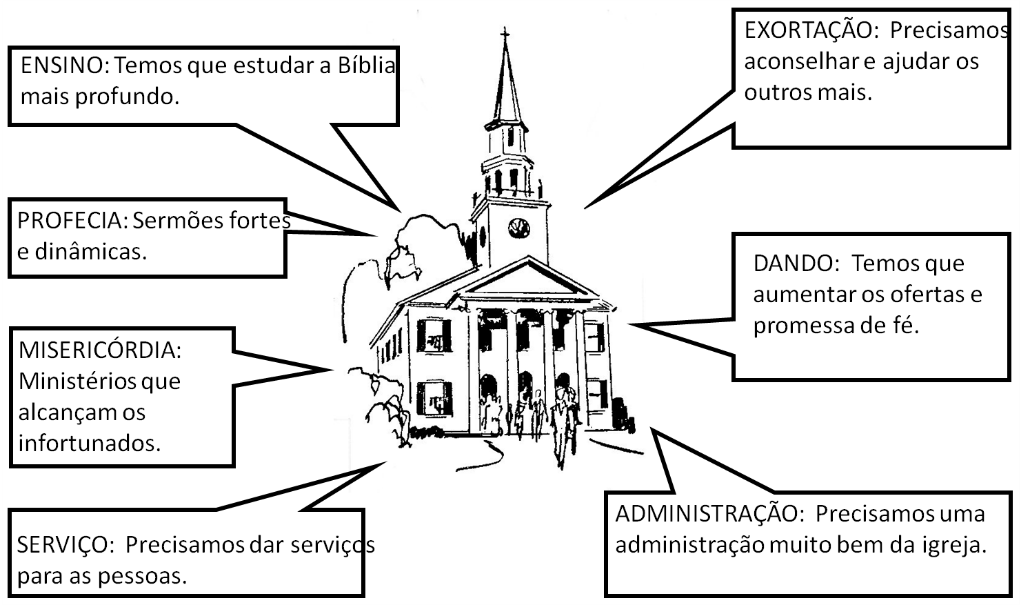 ENSINO: Temos que estudar a Bíblia
mais profundo.
PROFECIA: Sermões fortes
e dinâmicas.
MISERICÓRDIA:
Ministérios que
alcançam os
infortunados.
SERVIÇO: Precisamos dar serviços
para as pessoas.
EXORTAÇÃO: Precisamos
aconselhar e ajudar os
outros mais.
DANDO: Temos que
aumentar os ofertas e
promessa de fé.
ADMINISTRAÇÃO: Precisamos uma
administração muito bem da igreja.